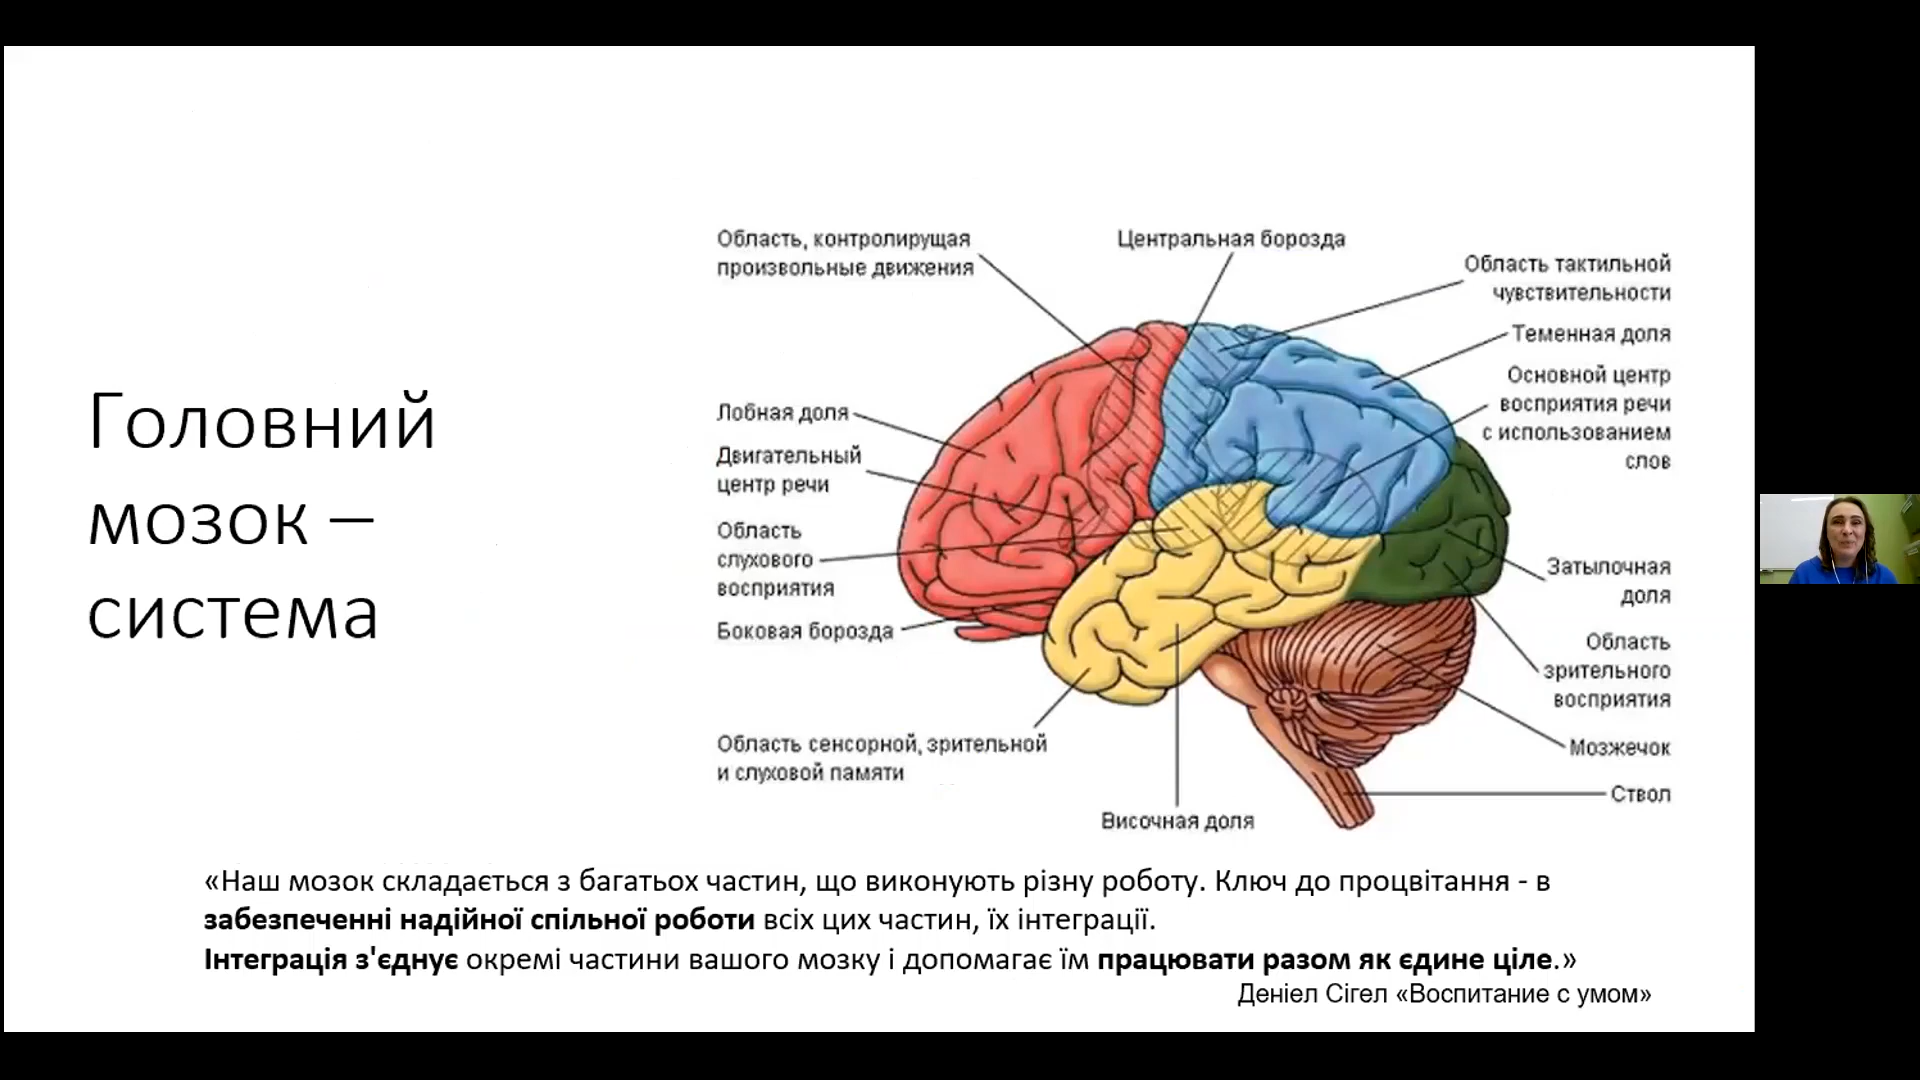 Головний
мозок –
система
Область, контролирущая
произвольные движения
Центральная борозда
Область тактильной
чувствительности
Теменная доля
Основной центр
восприятия речи
с использованием
слов
Лобная доля
Двигательный
центр речи
Область
слухового
восприятия
Боковая борозда
Затылочная
доля
Область
зрительного
восприятия
Мозжечок
Ствол
Область сенсорной, зрительной
и слуховой памяти
Височная доля
«Наш мозок складається з багатьох частин, що виконують різну роботу. Ключ до процвітання - в
забезпеченні надійної спільної роботи всіх цих частин, їх інтеграції.
Інтеграція з'єднує окремі частини вашого мозку і допомагає їм працювати разом як єдине ціле.»
Деніел Сігел «Воспитание с умом»